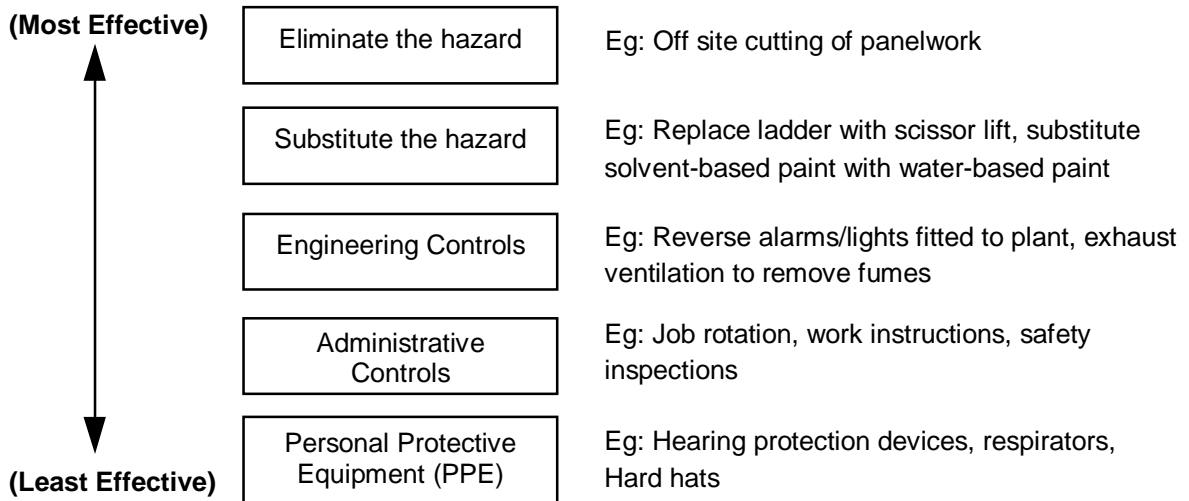 (Most Effective)
Eliminate the hazard
Eg: Off site cutting of panelwork
Substitute the hazard
Eg: Replace ladder with scissor lift, substitute
solvent-based paint with water-based paint
Engineering Controls
Eg: Reverse alarms/lights fitted to plant, exhaust
ventilation to remove fumes
Administrative
Controls
Eg: Job rotation, work instructions, safety
inspections
Personal Protective
Equipment (PPE)
Eg: Hearing protection devices, respirators,
Hard hats
(Least Effective)